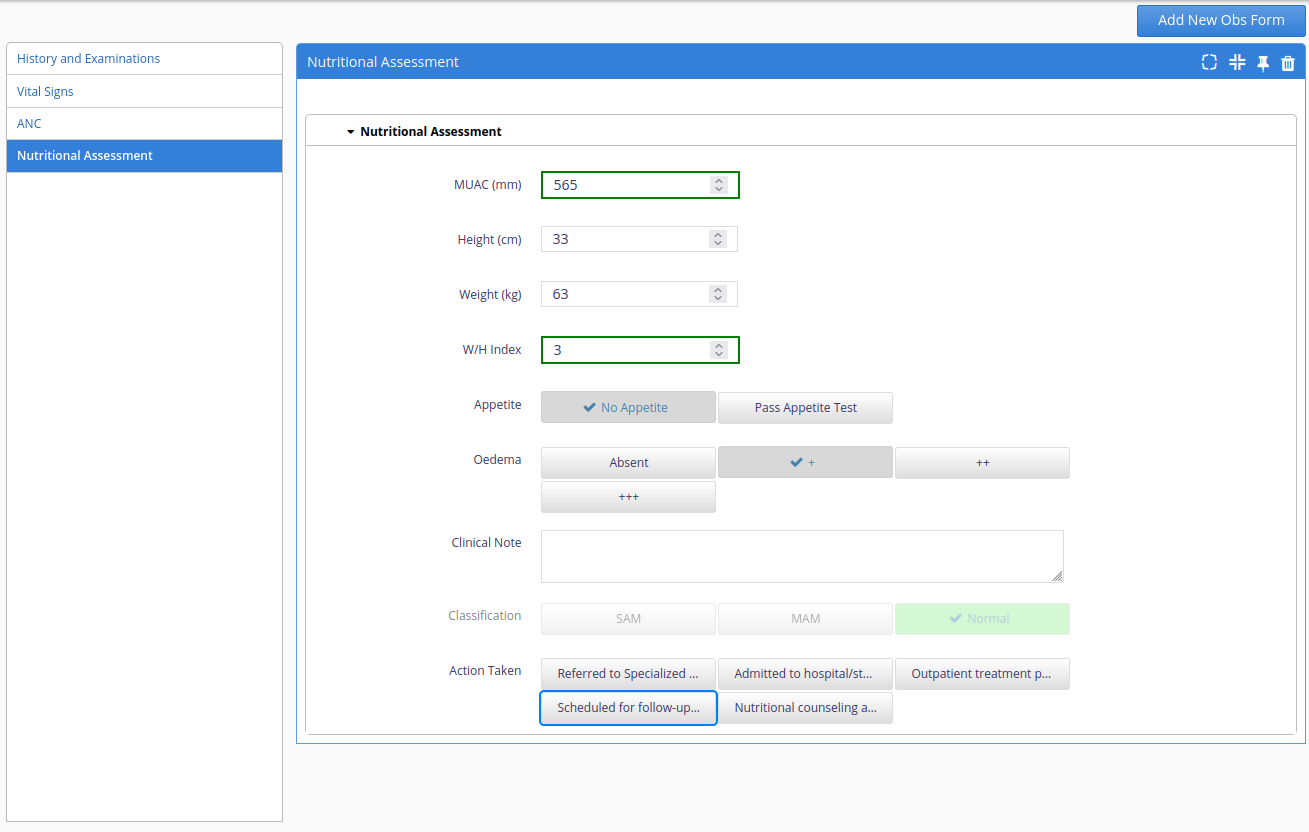 Add New Obs Form
History and Examinations
Vital Signs
ANC
Nutritional Assessment
Nutritional Assessment
Nutritional Assessment
MUAC (mm) 565
Height (cm) 33
Weight (kg) 63
W/H Index 3
Appetite No Appetite Pass Appetite Test
Oedema Absent + ++
+++
Clinical Note
Classification SAM MAM Normal
Action Taken Referred to Specialized ... Admitted to hospital/st... Outpatient treatment p...
Scheduled for follow-up... Nutritional counseling a...